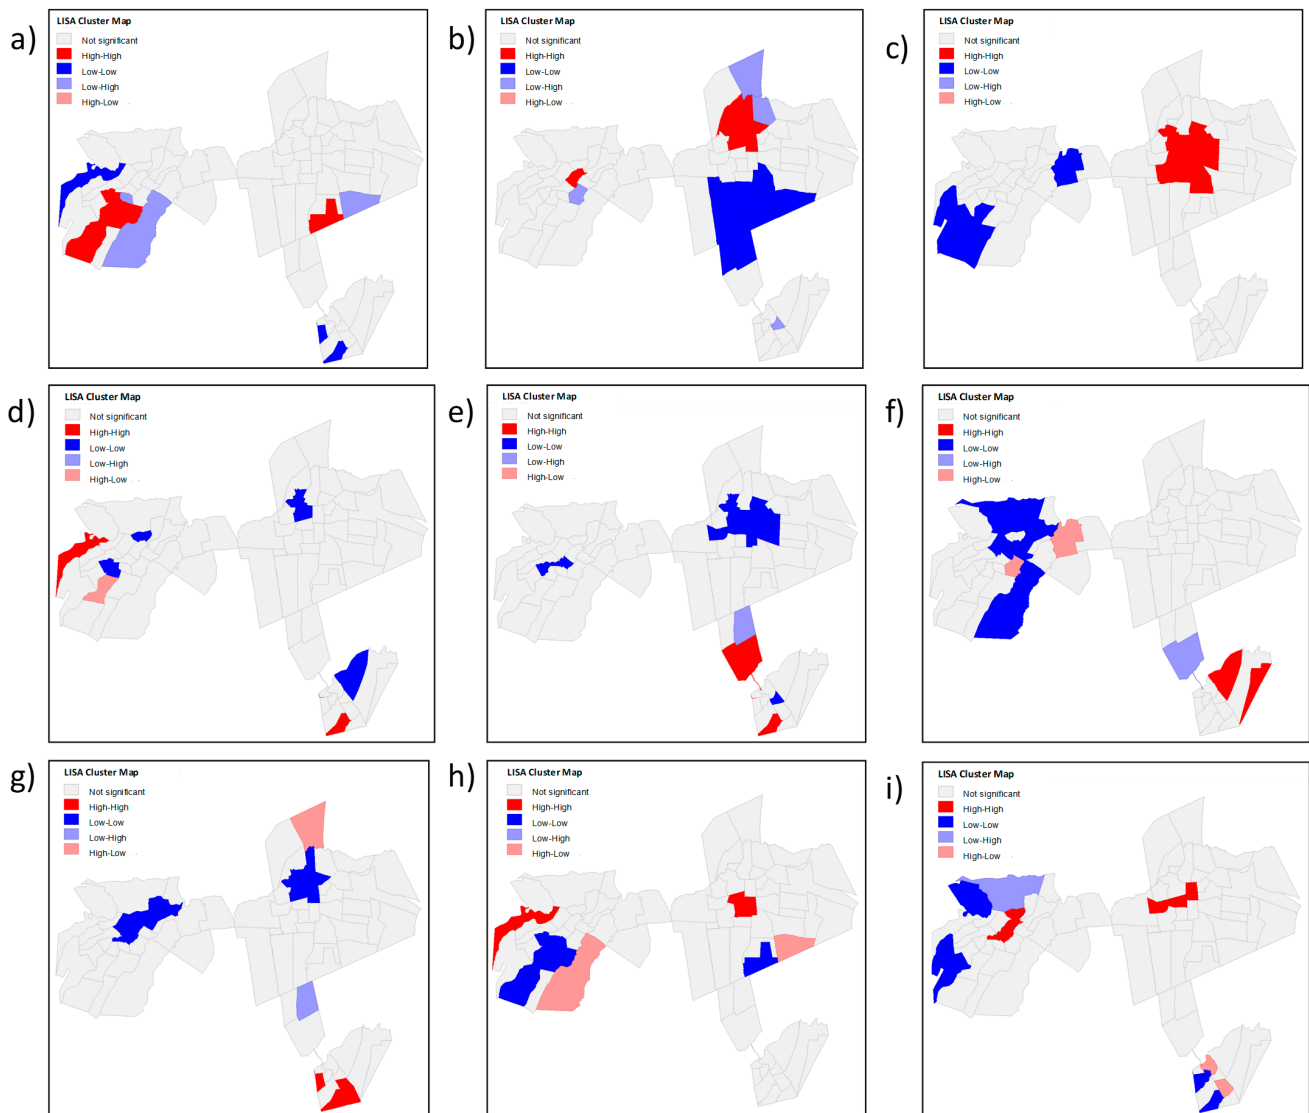 a)
LISA Cluster Map
Not significant
High-High
Low-Low
Low-High
High-Low
b)
LISA Cluster Map
Not significant
High-High
Low-Low
Low-High
High-Low
c)
LISA Cluster Map
Not significant
High-High
Low-Low
Low-High
High-Low
d)
LISA Cluster Map
Not significant
High-High
Low-Low
Low-High
High-Low
e)
LISA Cluster Map
Not significant
High-High
Low-Low
Low-High
High-Low
f)
LISA Cluster Map
Not significant
High-High
Low-Low
Low-High
High-Low
g)
LISA Cluster Map
Not significant
High-High
Low-Low
Low-High
High-Low
h)
LISA Cluster Map
Not significant
High-High
Low-Low
Low-High
High-Low
i)
LISA Cluster Map
Not significant
High-High
Low-Low
Low-High
High-Low